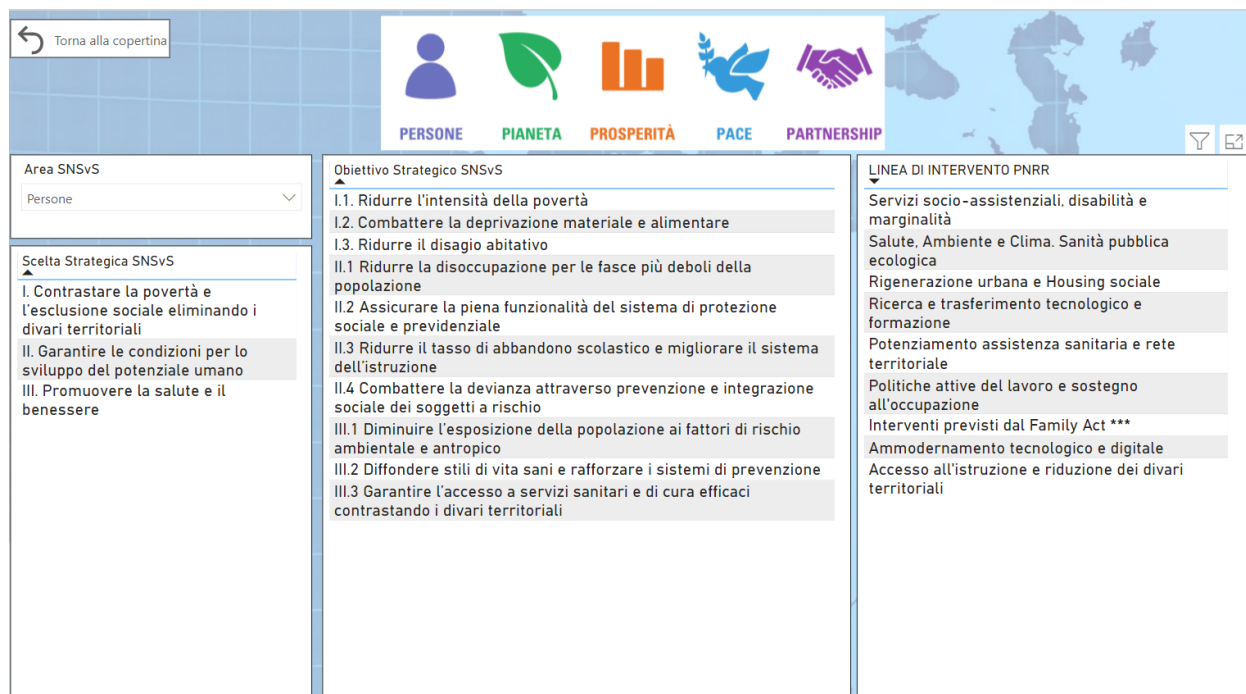 Torna alla copertina
PERSONE
PIANETA
PROSPERITÀ
PACE
PARTNERSHIP
Area SNSvS
Persone
Scelta Strategica SNSvS
I. Contrastare la povertà e
l'esclusione sociale eliminando i
divari territoriali
II. Garantire le condizioni per lo
sviluppo del potenziale umano
III. Promuovere la salute e il
benessere
Obiettivo Strategico SNSvS
I.1. Ridurre l'intensità della povertà
I.2. Combattere la deprivazione materiale e alimentare
I.3. Ridurre il disagio abitativo
II.1 Ridurre la disoccupazione per le fasce più deboli della
popolazione
II.2 Assicurare la piena funzionalità del sistema di protezione
sociale e previdenziale
II.3 Ridurre il tasso di abbandono scolastico e migliorare il sistema
dell'istruzione
II.4 Combattere la devianza attraverso prevenzione e integrazione
sociale dei soggetti a rischio
III.1 Diminuire l'esposizione della popolazione ai fattori di rischio
ambientale e antropico
III.2 Diffondere stili di vita sani e rafforzare i sistemi di prevenzione
III.3 Garantire l'accesso a servizi sanitari e di cura efficaci
contrastando i divari territoriali
LINEA DI INTERVENTO PNRR
Servizi socio-assistenziali, disabilità e
marginalità
Salute, Ambiente e Clima. Sanità pubblica
ecologica
Rigenerazione urbana e Housing sociale
Ricerca e trasferimento tecnologico e
formazione
Potenziamento assistenza sanitaria e rete
territoriale
Politiche attive del lavoro e sostegno
all'occupazione
Interventi previsti dal Family Act ***
Ammodernamento tecnologico e digitale
Accesso all'istruzione e riduzione dei divari
territoriali